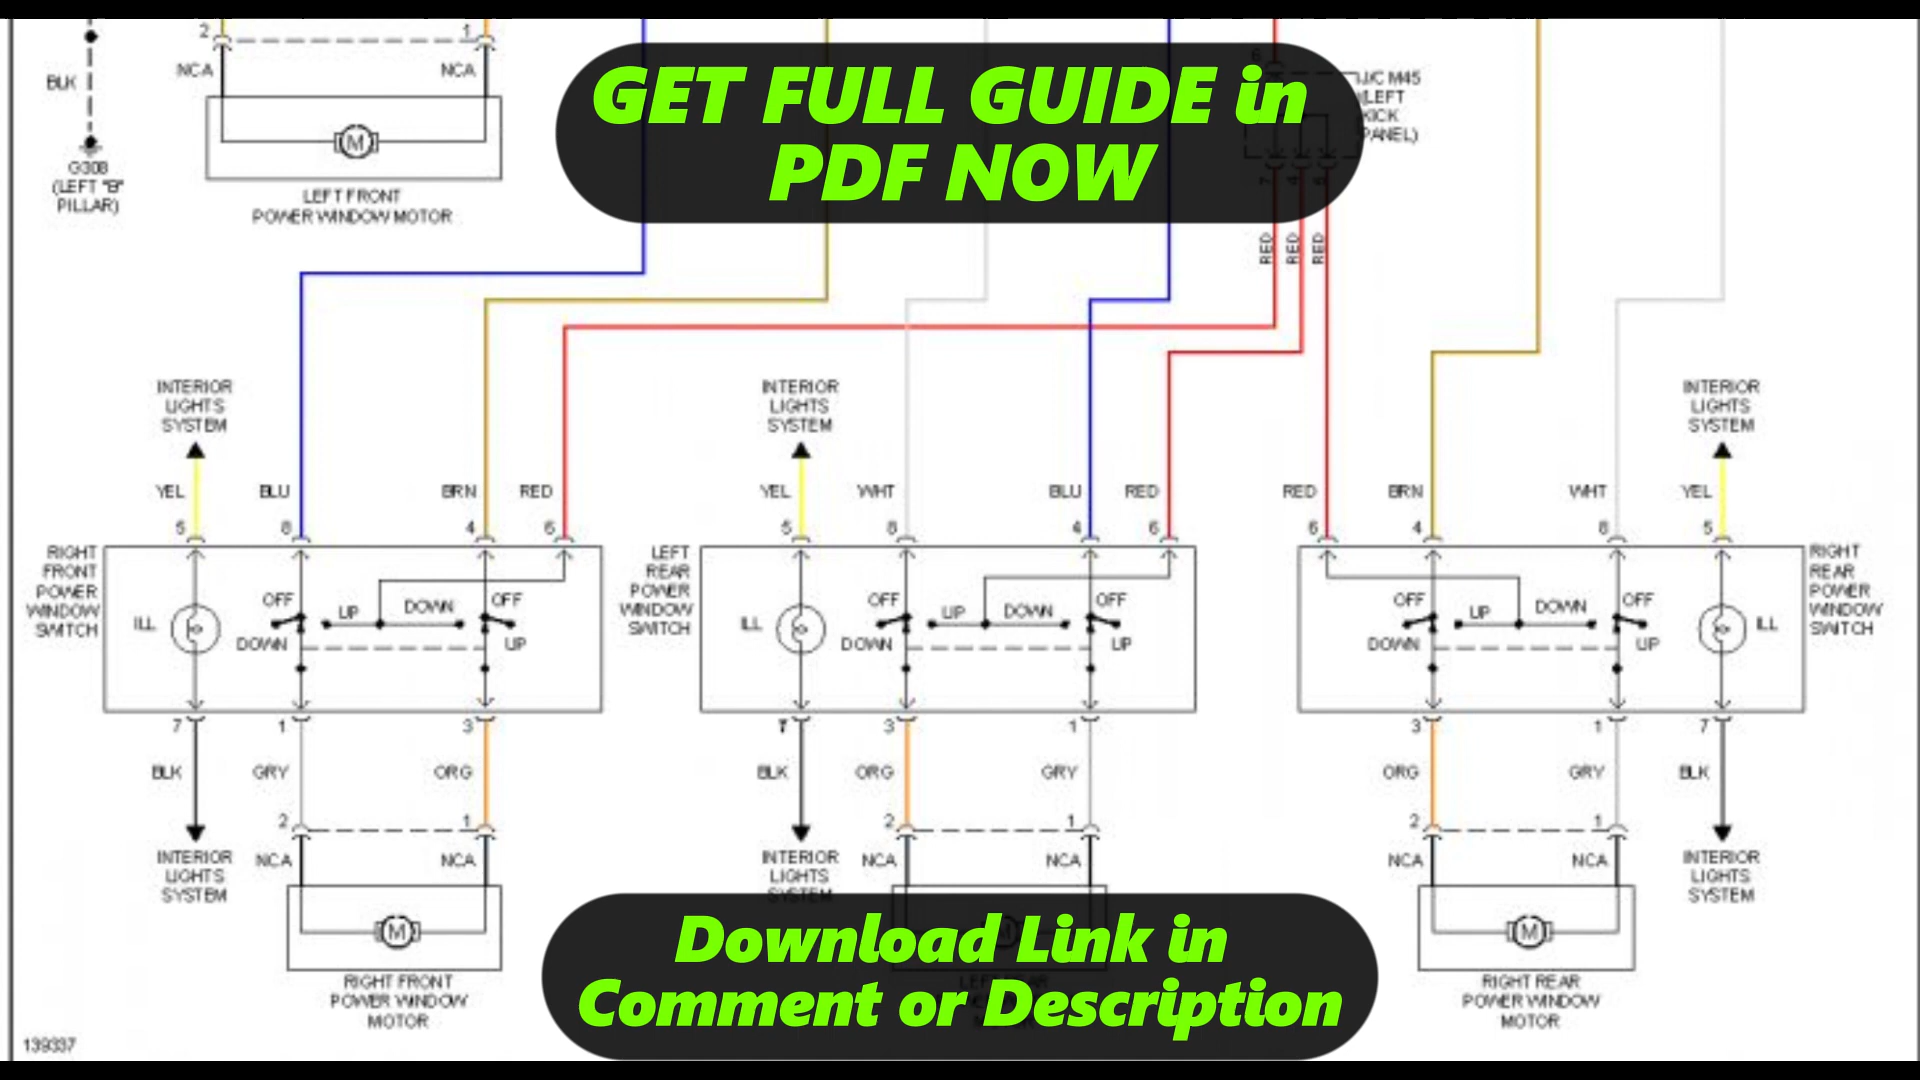 2
1
BLK
NCA
NCA
G308
(LEFT "B"
PILLAR)
M
LEFT FRONT
POWER WINDOW MOTOR
GET FULL GUIDE in
PDF NOW
6
J/C M45
(LEFT
KICK
PANEL)
7
4
5
RED
RED
RED
INTERIOR
LIGHTS
SYSTEM
INTERIOR
LIGHTS
SYSTEM
INTERIOR
LIGHTS
SYSTEM
YEL
BLU
BRN
RED
YEL
WHT
BLU
RED
RED
BRN
WHT
YEL
5
8
4
6
5
8
4
6
6
4
8
5
RIGHT
FRONT
POWER
WINDOW
SWITCH
ILL
OFF
DOWN
UP
DOWN
OFF
UP
LEFT
REAR
POWER
WINDOW
SWITCH
ILL
OFF
DOWN
UP
DOWN
OFF
UP
OFF
DOWN
UP
DOWN
OFF
UP
ILL
RIGHT
REAR
POWER
WINDOW
SWITCH
7
1
3
7
3
1
3
1
7
BLK
GRY
ORG
BLK
ORG
GRY
ORG
GRY
BLK
2
1
2
1
2
1
INTERIOR
LIGHTS
SYSTEM
NCA
NCA
INTERIOR
LIGHTS
SYSTEM
NCA
NCA
NCA
NCA
INTERIOR
LIGHTS
SYSTEM
M
RIGHT FRONT
POWER WINDOW
MOTOR
Download Link in
Comment or Description
M
RIGHT REAR
POWER WINDOW
MOTOR
139337